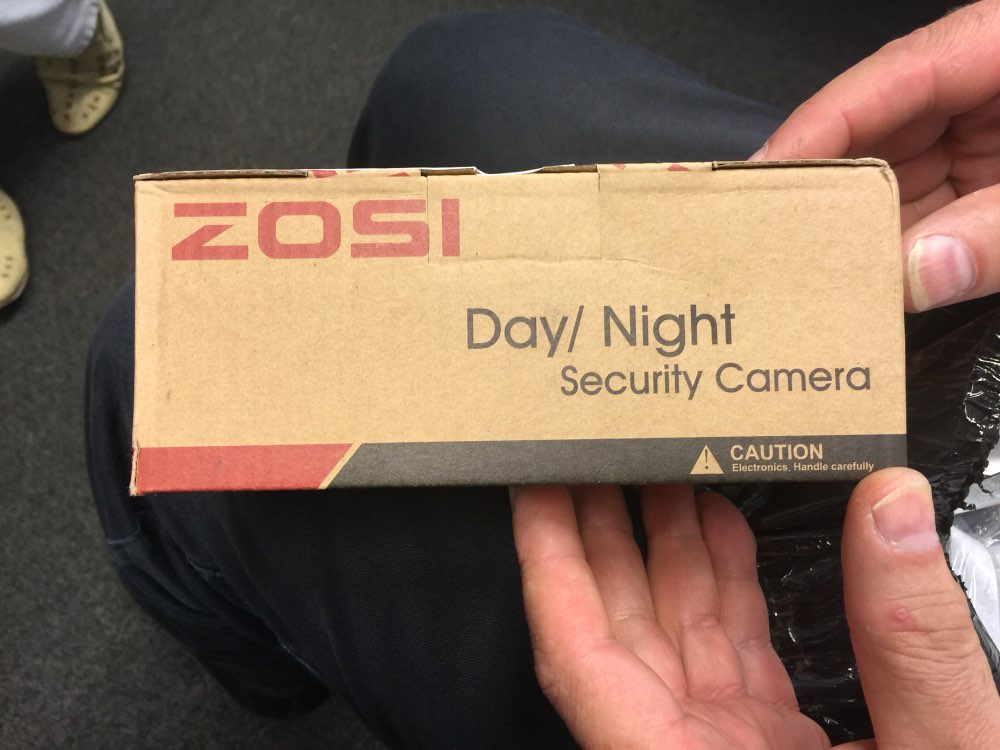 ZOSI
Day/ Night
Security Camera
CAUTION
Electronics, Handle carefully